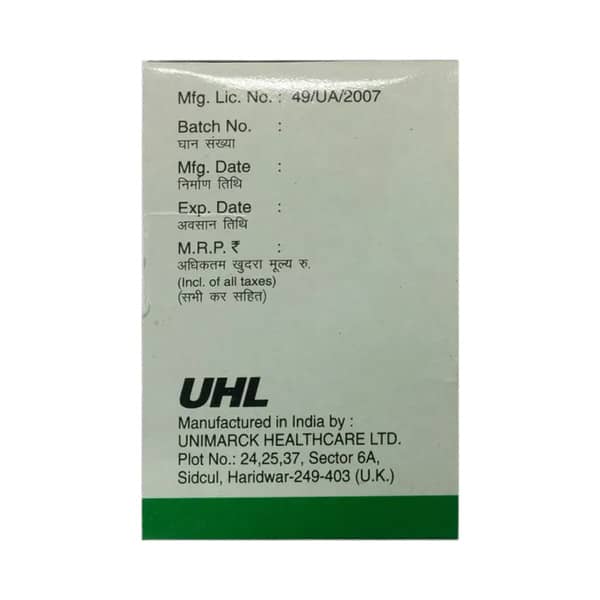 Mfg. Lic. No. : 49/UA/2007
Batch No. :
घान संख्या
Mfg. Date :
निर्माण तिथि
Exp. Date :
अवसान तिथि
M.R.P. ₹ :
अधिकतम खुदरा मूल्य रु.
(Incl. of all taxes)
(सभी कर सहित)
UHL
Manufactured in India by :
UNIMARCK HEALTHCARE LTD.
Plot No.: 24,25,37, Sector 6A,
Sidcul, Haridwar-249-403 (U.K.)